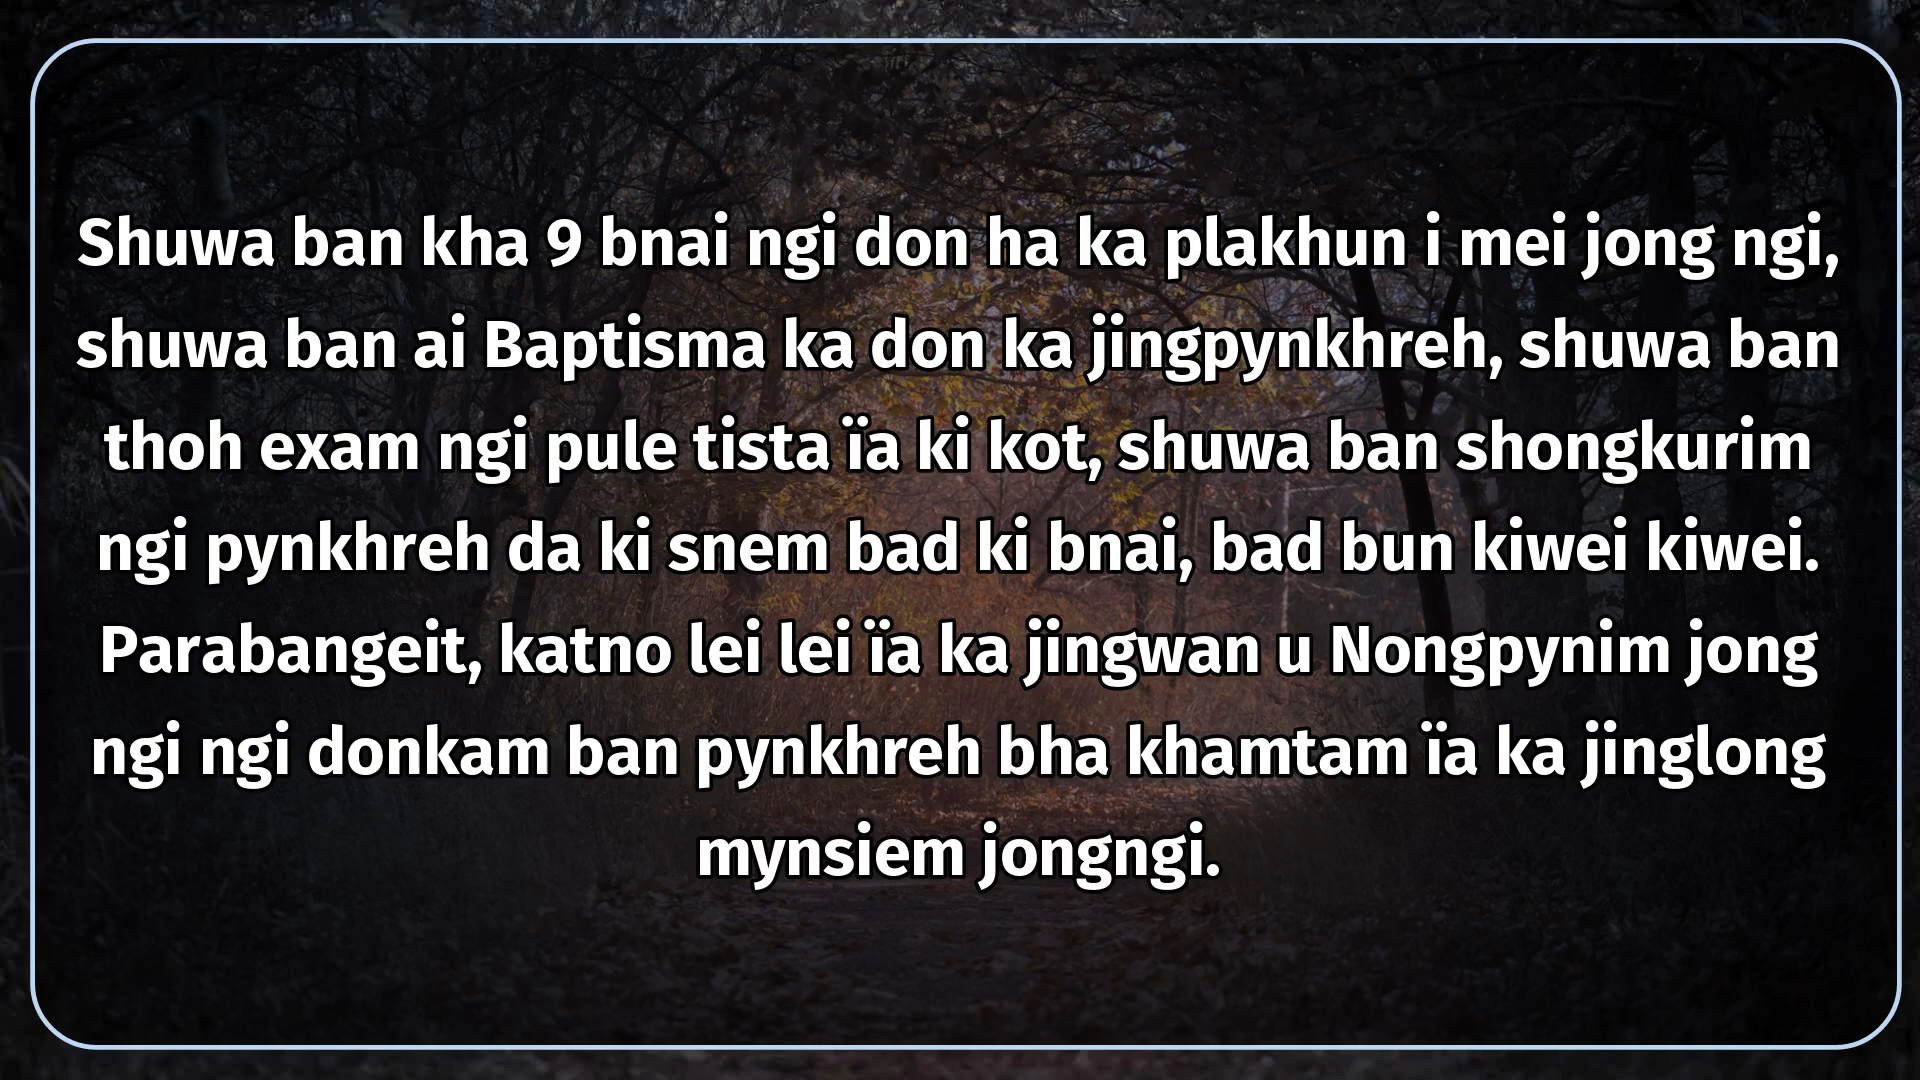 Shuwa ban kha 9 bnai ngi don ha ka plakhun i mei jong ngi,
shuwa ban ai Baptisma ka don ka jingpynkhreh, shuwa ban
thoh exam ngi pule tista ïa ki kot, shuwa ban shongkurim
ngi pynkhreh da ki snem bad ki bnai, bad bun kiwei kiwei.
Parabangeit, katno lei lei ïa ka jingwan u Nongpynim jong
ngi ngi donkam ban pynkhreh bha khamtam ïa ka jinglong
mynsiem jongngi.